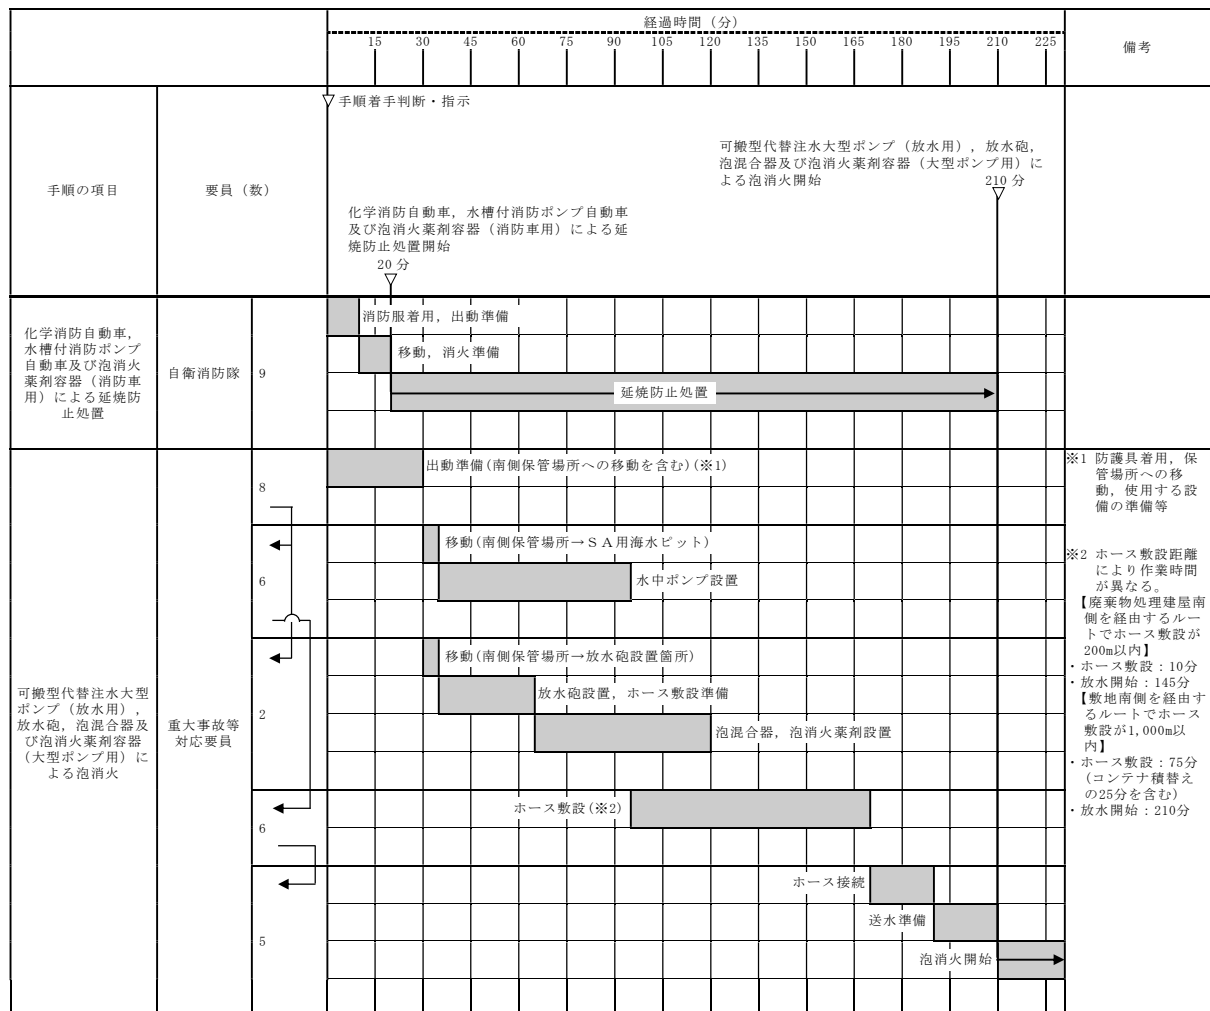 経過時間（分）
備考
15 30 45 60 75 90 105 120 135 150 165 180 195 210 225
手順の項目
要員（数）
手順着手判断・指示
可搬型代替注水大型ポンプ（放水用），放水砲，
泡混合器及び泡消火薬剤容器（大型ポンプ用）に
よる泡消火開始
210 分
化学消防自動車，水槽付消防ポンプ自動車
及び泡消火薬剤容器（消防車用）による延
焼防止処置開始
20 分
化学消防自動車，
水槽付消防ポンプ
自動車及び泡消火
薬剤容器（消防車
用）による延焼防
止処置
自衛消防隊
9
消防服着用，出動準備
移動，消火準備
延焼防止処置
可搬型代替注水大型
ポンプ（放水用），
放水砲，泡混合器及
び泡消火薬剤容器
（大型ポンプ用）に
よる泡消火
重大事故等
対応要員
8
出動準備(南側保管場所への移動を含む)(※1)
6
移動(南側保管場所→ＳＡ用海水ピット)
水中ポンプ設置
2
移動(南側保管場所→放水砲設置箇所)
放水砲設置，ホース敷設準備
泡混合器，泡消火薬剤設置
6
ホース敷設(※2)
5
ホース接続
送水準備
泡消火開始
※1 防護具着用，保
管場所への移
動，使用する設
備の準備等
※2 ホース敷設距離
により作業時間
が異なる。
【廃棄物処理建屋南
側を経由するルー
トでホース敷設が
200m以内】
・ホース敷設：10分
・放水開始：145分
【敷地南側を経由す
るルートでホース
敷設が1,000m以
内】
・ホース敷設：75分
(コンテナ積替え
の25分を含む)
・放水開始：210分